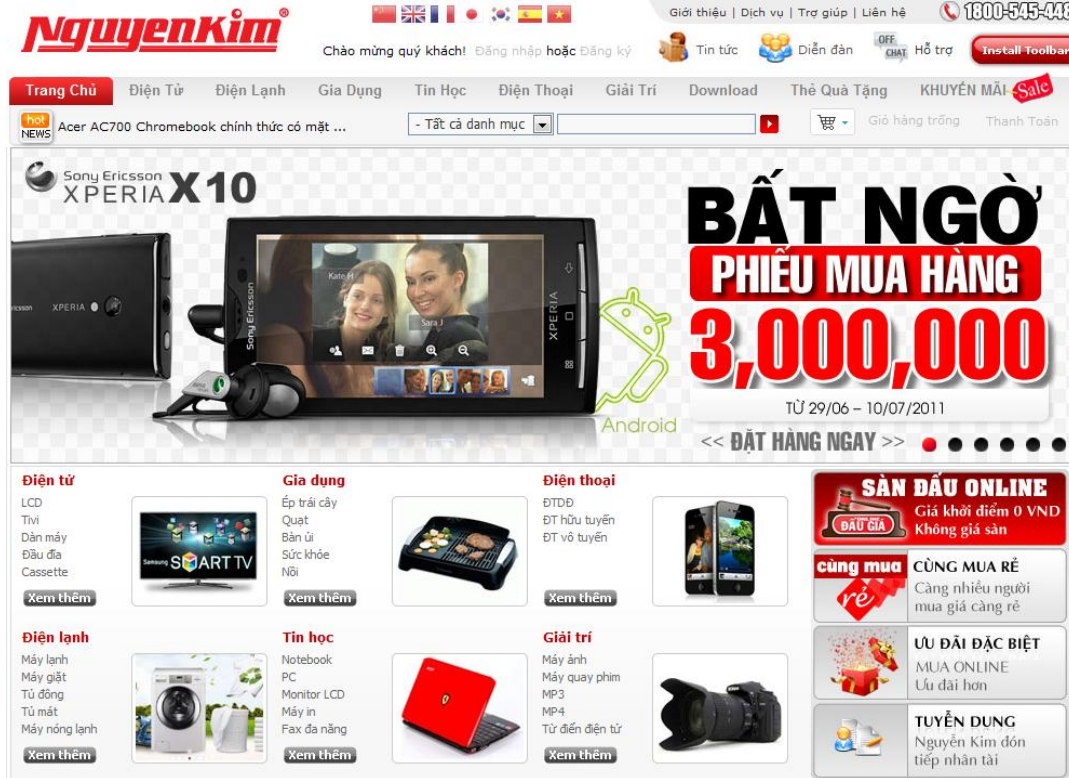 NguyenKim®
Giới thiệu | Dịch vụ | Trợ giúp | Liên hệ
1800-545-448
Chào mừng quý khách! Đăng nhập hoặc Đăng ký
Tin tức
Diễn đàn
OFF
CHAT
Hỗ trợ
Install Toolbar
Trang Chủ
Điện Tử
Điện Lạnh
Gia Dụng
Tin Học
Điện Thoại
Giải Trí
Download
Thẻ Quà Tặng
KHUYẾN MÃI
Sale
hot
NEWS
Acer AC700 Chromebook chính thức có mặt ...
- Tất cả danh mục
Giỏ hàng trống
Thanh Toán
Sony Ericsson
XPERIA X10
BẤT NGỜ
PHIẾU MUA HÀNG
3,000,000
TỪ 29/06 – 10/07/2011
<< ĐẶT HÀNG NGAY >>
Kate H
Sara J
Sony Ericsson
XPERIA
ricsson
XPERIA
Android
Điện tử
LCD
Tivi
Dàn máy
Đầu đĩa
Cassette
Xem thêm
Samsung SMART TV
Gia dụng
Ép trái cây
Quạt
Bàn ủi
Sức khỏe
Nồi
Xem thêm
Điện thoại
ĐTDĐ
ĐT hữu tuyến
ĐT vô tuyến
Xem thêm
Điện lạnh
Máy lạnh
Máy giặt
Tủ đông
Tủ mát
Máy nóng lạnh
Xem thêm
Tin học
Notebook
PC
Monitor LCD
Máy in
Fax đa năng
Xem thêm
Giải trí
Máy ảnh
Máy quay phim
MP3
MP4
Từ điển điện tử
Xem thêm
SÀN ĐẤU ONLINE
Giá khởi điểm 0 VND
Không giá sàn
ĐẤU GIÁ
cùng mua
rẻ
CÙNG MUA RẺ
Càng nhiều người
mua giá càng rẻ
ƯU ĐÃI ĐẶC BIỆT
MUA ONLINE
Ưu đãi hơn
TUYỂN DỤNG
Nguyễn Kim đón
tiếp nhân tài